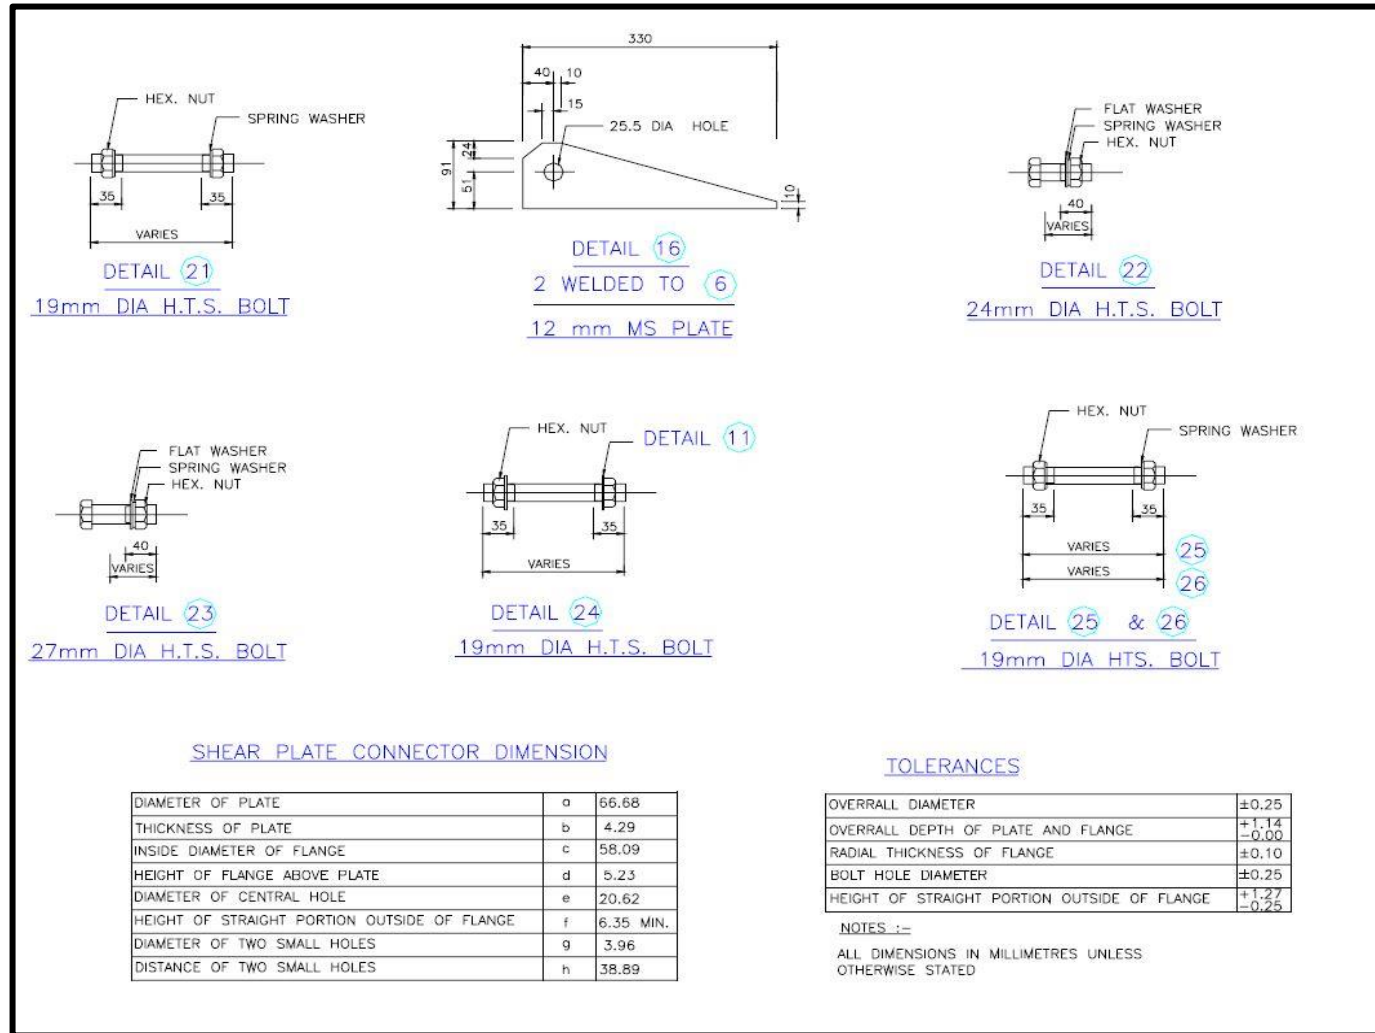 HEX. NUT
SPRING WASHER
35
35
VARIES
DETAIL 21
19mm DIA H.T.S. BOLT
330
40
10
15
25.5 DIA HOLE
91
24
51
10
DETAIL 16
2 WELDED TO 6
12 mm MS PLATE
FLAT WASHER
SPRING WASHER
HEX. NUT
40
VARIES
DETAIL 22
24mm DIA H.T.S. BOLT
FLAT WASHER
SPRING WASHER
HEX. NUT
40
VARIES
DETAIL 23
27mm DIA H.T.S. BOLT
HEX. NUT
DETAIL 11
35
35
VARIES
DETAIL 24
19mm DIA H.T.S. BOLT
HEX. NUT
SPRING WASHER
35
35
VARIES 25
VARIES 26
DETAIL 25 & 26
19mm DIA HTS. BOLT
SHEAR PLATE CONNECTOR DIMENSION
DIAMETER OF PLATE a 66.68
THICKNESS OF PLATE b 4.29
INSIDE DIAMETER OF FLANGE c 58.09
HEIGHT OF FLANGE ABOVE PLATE d 5.23
DIAMETER OF CENTRAL HOLE e 20.62
HEIGHT OF STRAIGHT PORTION OUTSIDE OF FLANGE f 6.35 MIN.
DIAMETER OF TWO SMALL HOLES g 3.96
DISTANCE OF TWO SMALL HOLES h 38.89
TOLERANCES
OVERRALL DIAMETER ±0.25
OVERRALL DEPTH OF PLATE AND FLANGE +1.14 -0.00
RADIAL THICKNESS OF FLANGE ±0.10
BOLT HOLE DIAMETER ±0.25
HEIGHT OF STRAIGHT PORTION OUTSIDE OF FLANGE +1.27 -0.25
NOTES :-
ALL DIMENSIONS IN MILLIMETRES UNLESS
OTHERWISE STATED